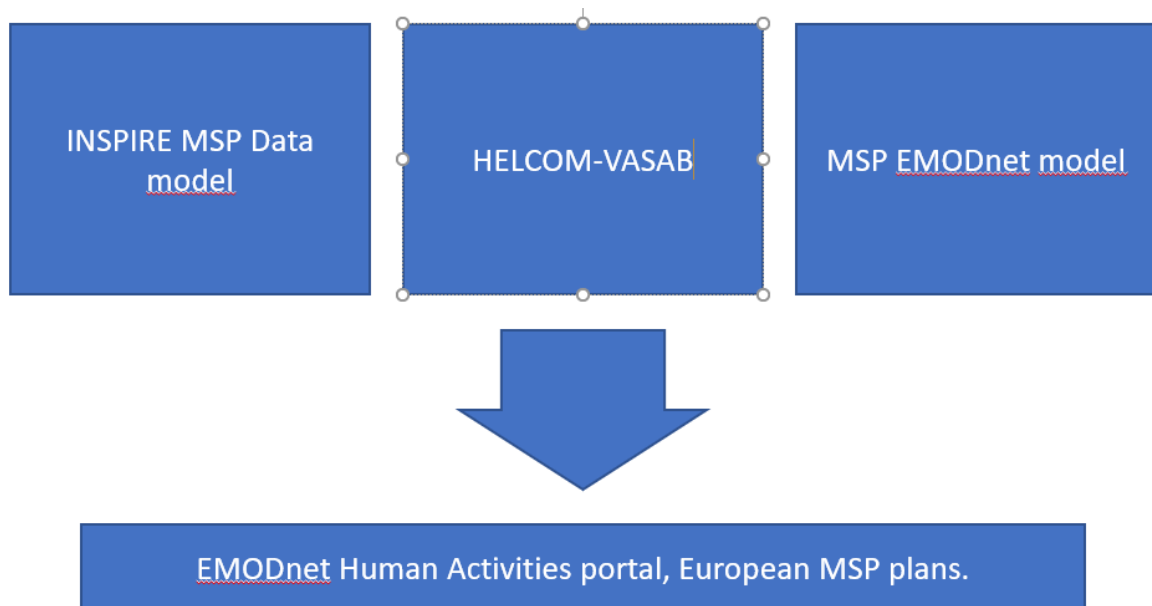 INSPIRE MSP Data
model
HELCOM-VASAB
MSP EMODnet model
EMODnet Human Activities portal, European MSP plans.